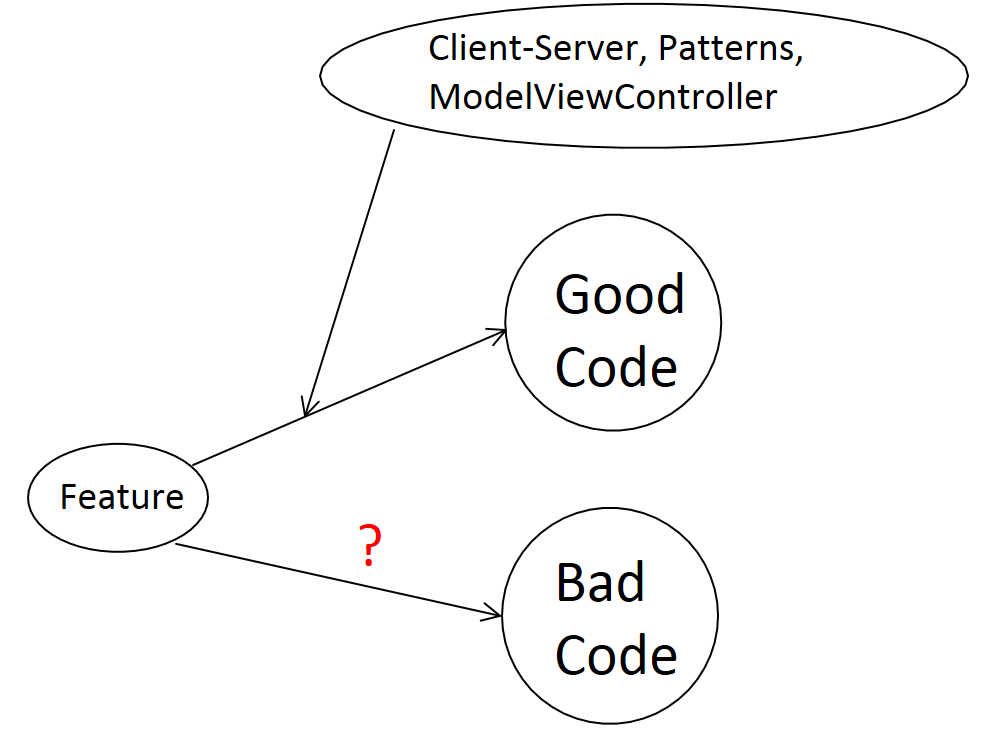 Client-Server, Patterns,
ModelViewController
Good
Code
Feature
?
Bad
Code